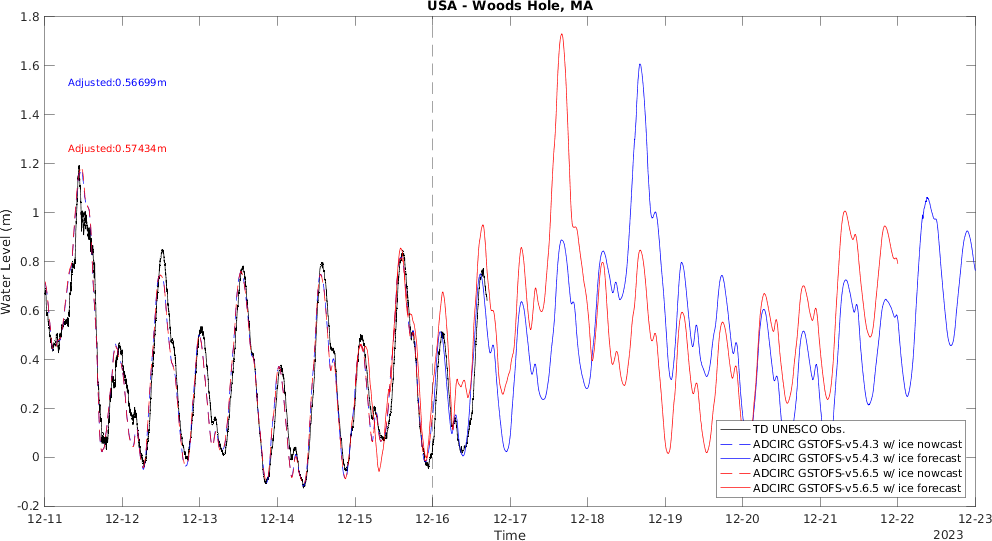 USA - Woods Hole, MA
1.8
1.6
1.4
1.2
1
0.8
0.6
0.4
0.2
0
-0.2
Water Level (m)
Adjusted:0.56699m
Adjusted:0.57434m
TD UNESCO Obs.
ADCIRC GSTOFS-v5.4.3 w/ ice nowcast
ADCIRC GSTOFS-v5.4.3 w/ ice forecast
ADCIRC GSTOFS-v5.6.5 w/ ice nowcast
ADCIRC GSTOFS-v5.6.5 w/ ice forecast
12-11 12-12 12-13 12-14 12-15 12-16 12-17 12-18 12-19 12-20 12-21 12-22 12-23
Time
2023